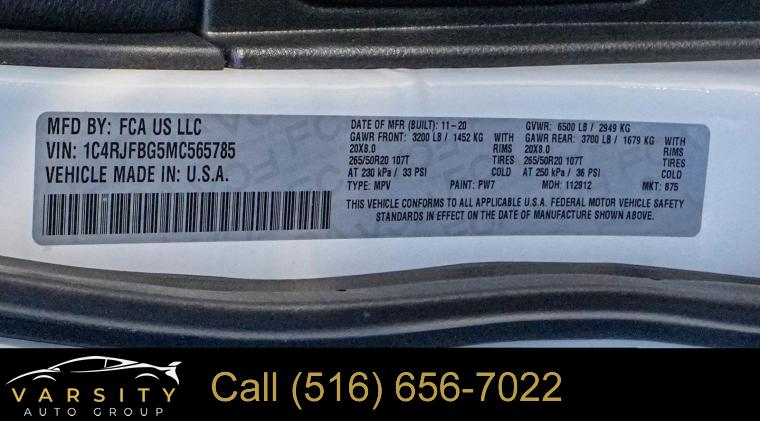 MFD BY: FCA US LLC
VIN: 1C4RJFBG5MC565785
VEHICLE MADE IN: U.S.A.
DATE OF MFR (BUILT): 11-20 GVWR: 6500 LB / 2949 KG
GAWR FRONT: 3200 LB / 1452 KG WITH GAWR REAR: 3700 LB / 1679 KG WITH
20X8.0 RIMS 20X8.0 RIMS
265/50R20 107T TIRES 265/50R20 107T TIRES
AT 230 kPa / 33 PSI COLD AT 250 kPa / 36 PSI COLD
TYPE: MPV PAINT: PW7 MDH: 112912 MKT: 875
THIS VEHICLE CONFORMS TO ALL APPLICABLE U.S.A. FEDERAL MOTOR VEHICLE SAFETY
STANDARDS IN EFFECT ON THE DATE OF MANUFACTURE SHOWN ABOVE.
VARSITY
AUTO GROUP
Call (516) 656-7022